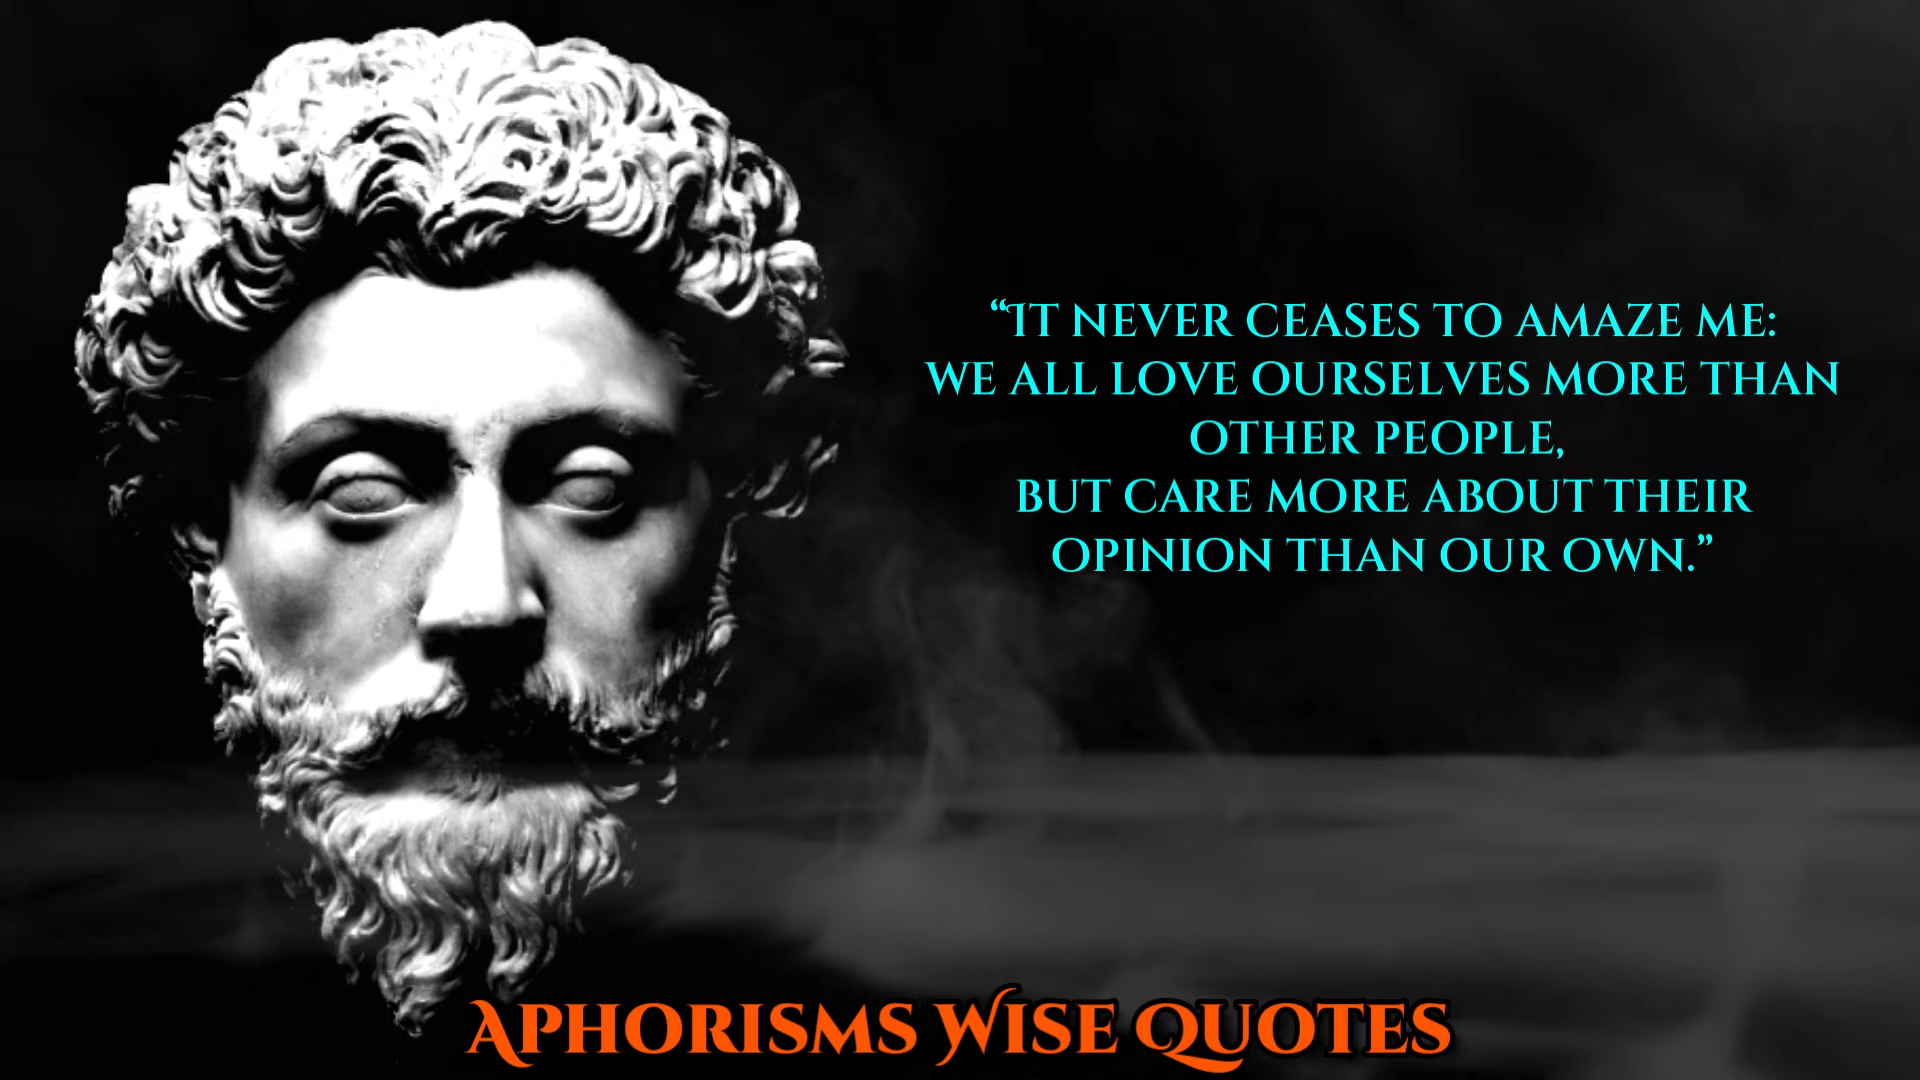 “IT NEVER CEASES TO AMAZE ME:
WE ALL LOVE OURSELVES MORE THAN
OTHER PEOPLE,
BUT CARE MORE ABOUT THEIR
OPINION THAN OUR OWN.”
APHORISMS WISE QUOTES